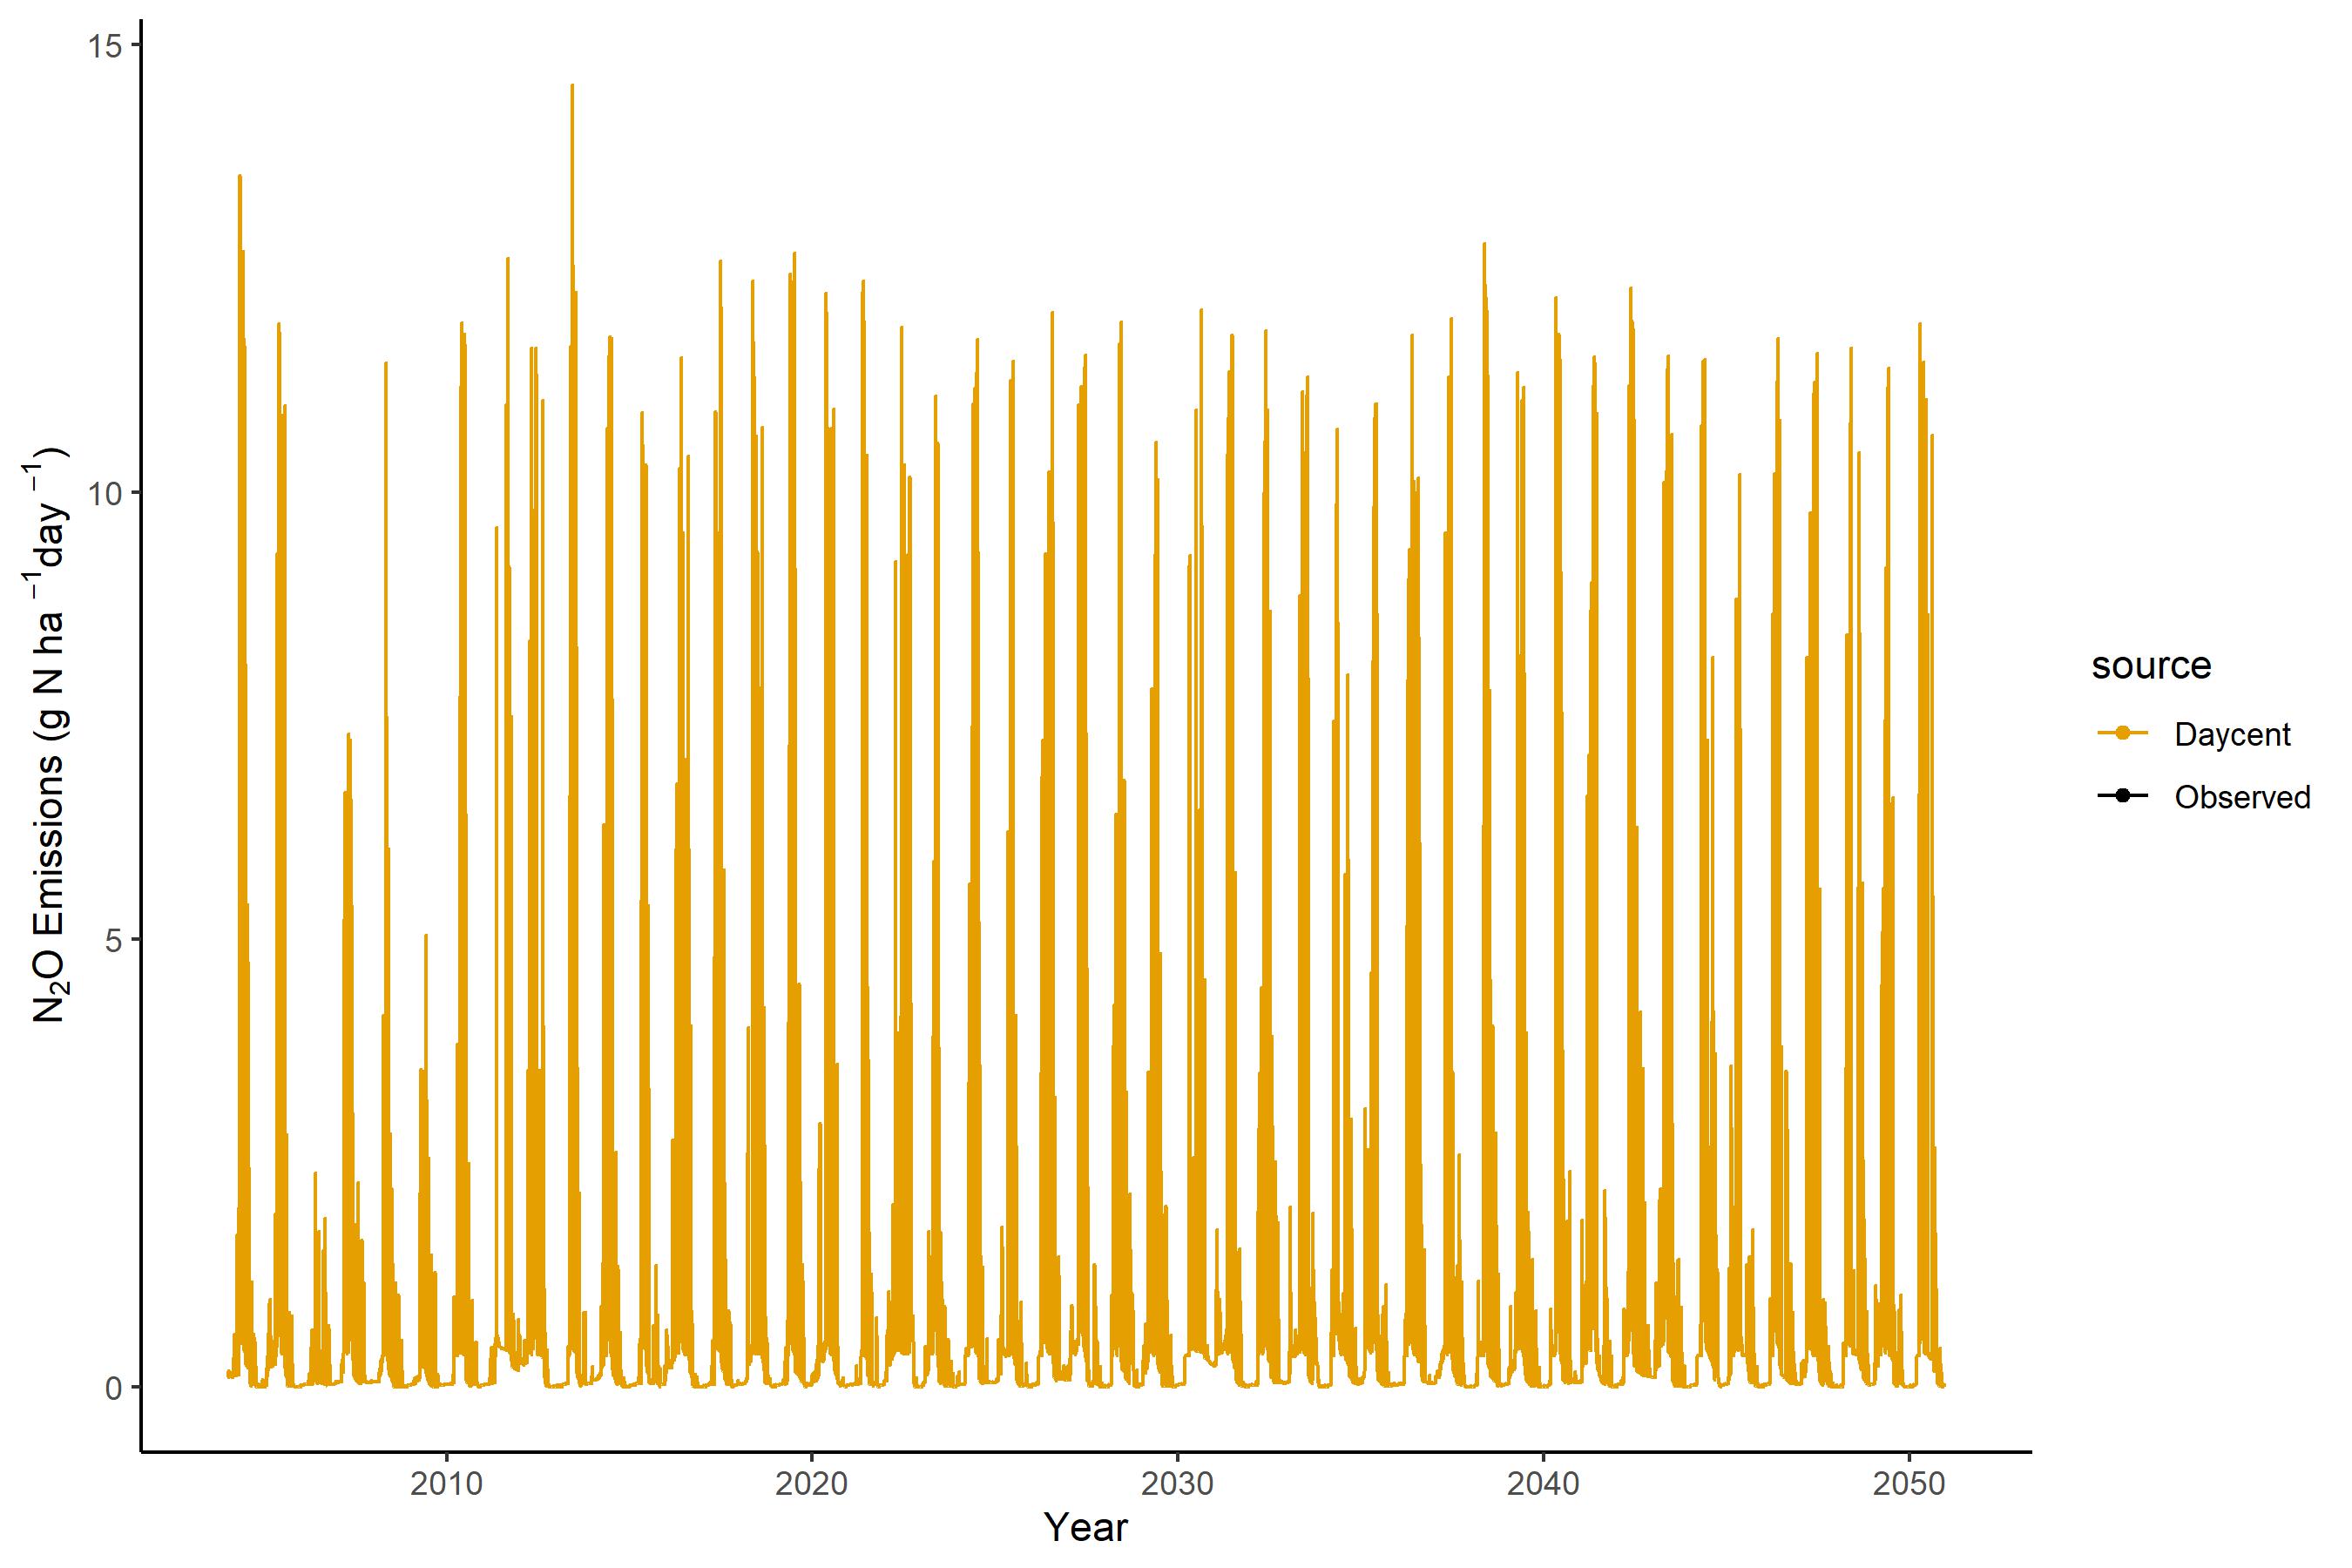 15
10
5
0
N₂O Emissions (g N ha ⁻¹day ⁻¹)
2010 2020 2030 2040 2050
Year
source
Daycent
Observed